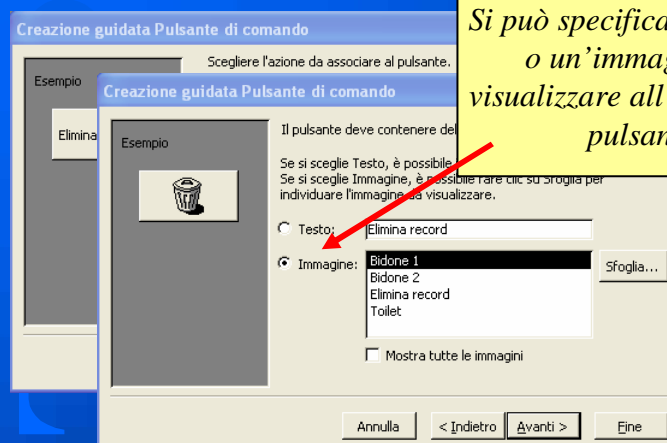 Creazione guidata Pulsante di comando
Scegliere l'azione da associare al pulsante.
Esempio
Elimina
Si può specifica
o un'immag
visualizzare all'
pulsan
Creazione guidata Pulsante di comando
Esempio
Il pulsante deve contenere del
Se si sceglie Testo, è possibile
Se si sceglie Immagine, è possibile fare clic su Sfoglia per
individuare l'immagine da visualizzare.
Testo: Elimina record
Immagine: Bidone 1
Bidone 2
Elimina record
Toilet
Sfoglia...
Mostra tutte le immagini
Annulla < Indietro Avanti > Fine